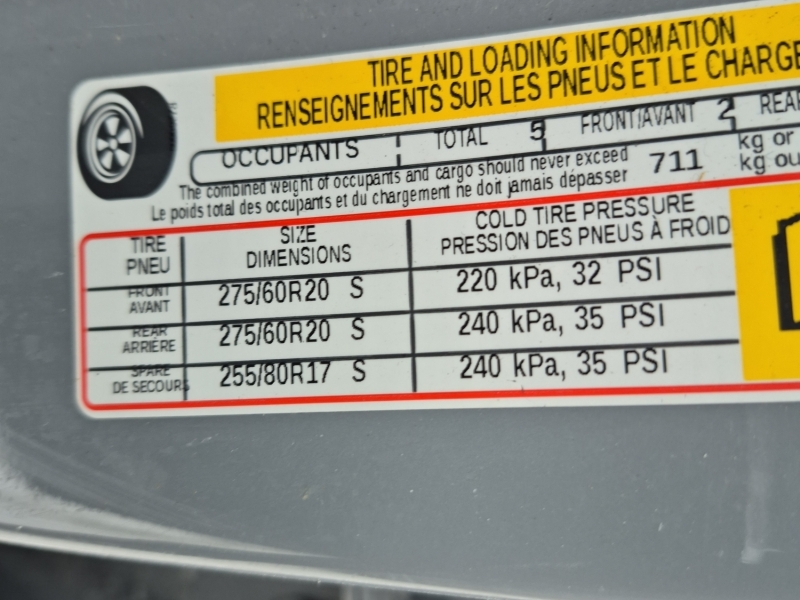 TIRE AND LOADING INFORMATION
RENSEIGNEMENTS SUR LES PNEUS ET LE CHARGE
OCCUPANTS TOTAL 5 FRONT/AVANT 2 REAR
The combined weight of occupants and cargo should never exceed 711 kg or
Le poids total des occupants et du chargement ne doit jamais dépasser kg ou
TIRE SIZE COLD TIRE PRESSURE
PNEU DIMENSIONS PRESSION DES PNEUS À FROID
FRONT
AVANT 275/60R20 S 220 kPa, 32 PSI
REAR
ARRIÈRE 275/60R20 S 240 kPa, 35 PSI
SPARE
DE SECOURS 255/80R17 S 240 kPa, 35 PSI